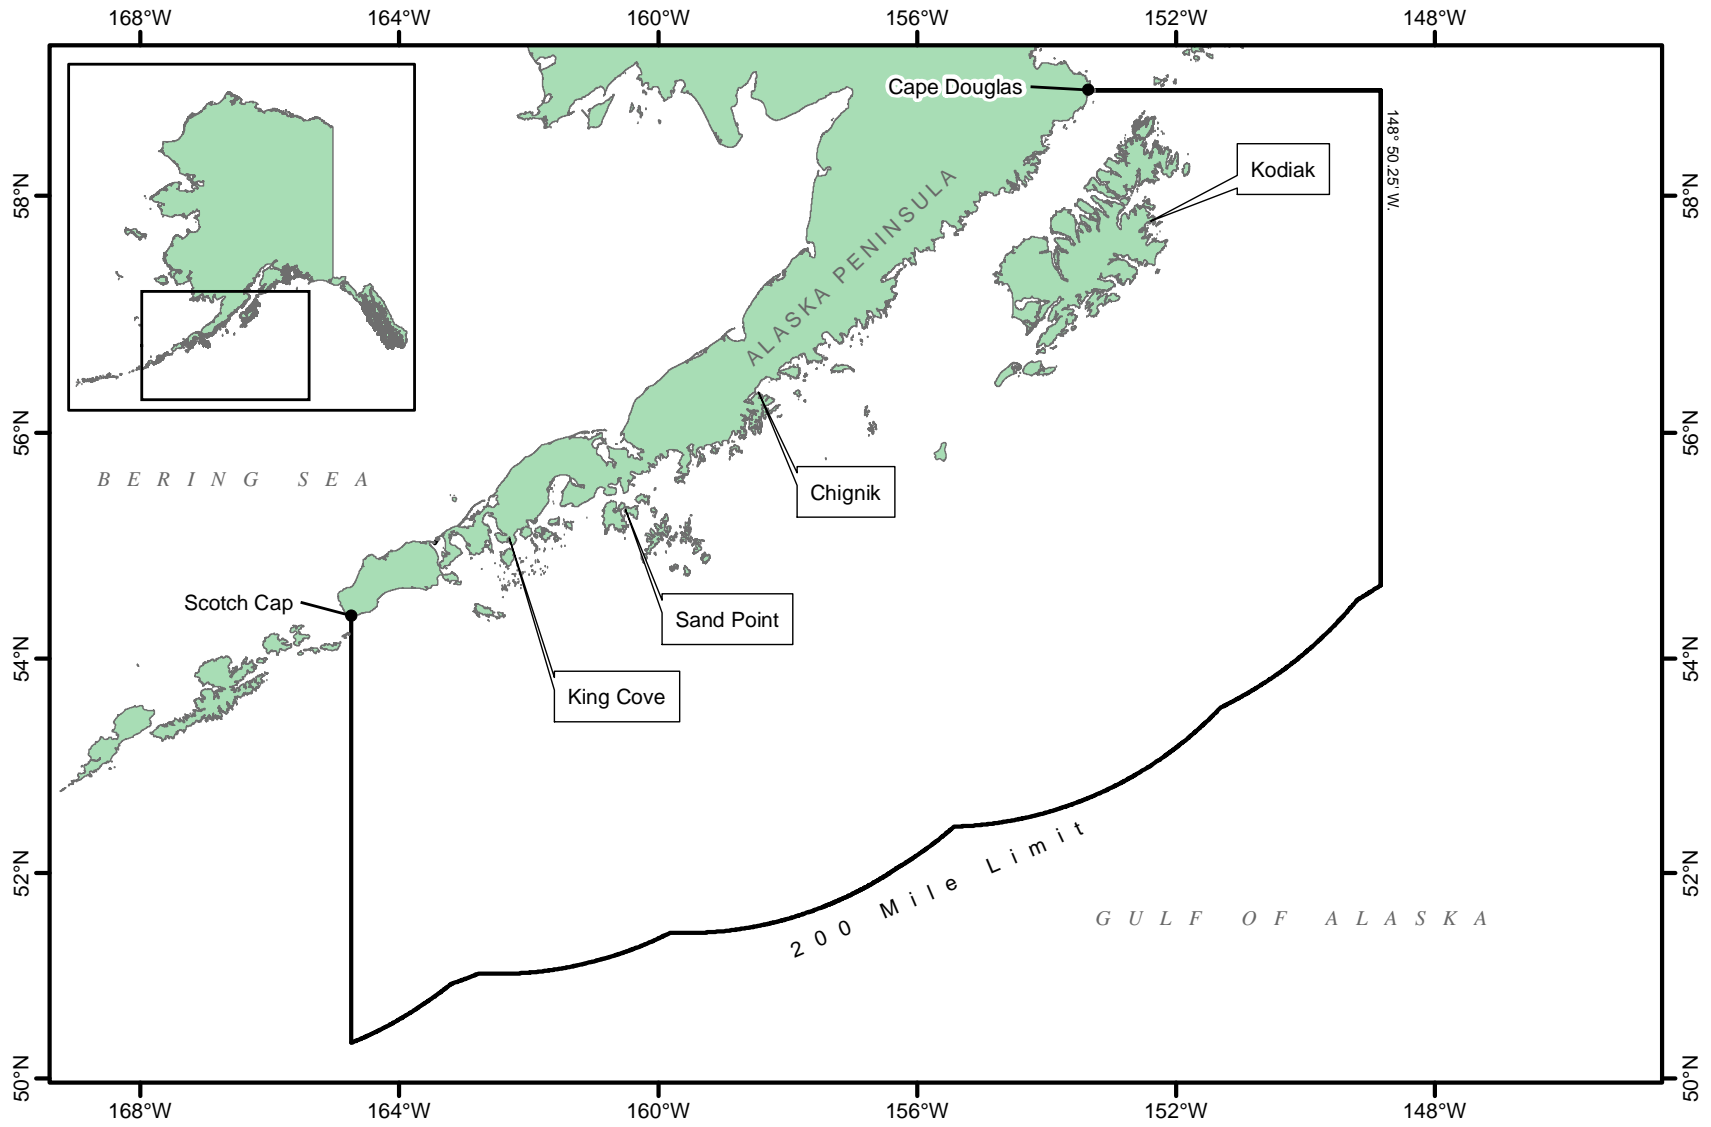 168°W 164°W 160°W 156°W 152°W 148°W
Cape Douglas
148° 50.25' W.
Kodiak
58°N
58°N
ALASKA PENINSULA
56°N
56°N
BERING SEA
Chignik
Scotch Cap
Sand Point
54°N
54°N
King Cove
200 Mile Limit
52°N
52°N
GULF OF ALASKA
50°N
50°N
168°W 164°W 160°W 156°W 152°W 148°W